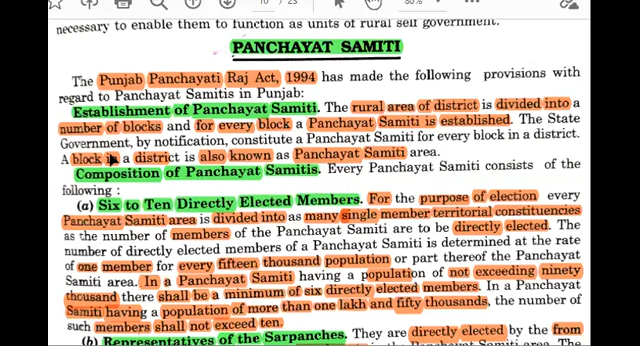 10 / 23
80%
necessary to enable them to function as units of rural self government.
PANCHAYAT SAMITI
The Punjab Panchayati Raj Act, 1994 has made the following provisions with
regard to Panchayat Samitis in Punjab:
Establishment of Panchayat Samiti. The rural area of district is divided into a
number of blocks and for every block a Panchayat Samiti is established. The State
Government, by notification, constitute a Panchayat Samiti for every block in a district.
A block in a district is also known as Panchayat Samiti area.
Composition of Panchayat Samitis. Every Panchayat Samiti consists of the
following :
(a) Six to Ten Directly Elected Members. For the purpose of election every
Panchayat Samiti area is divided into as many single member territorial constituencies
as the number of members of the Panchayat Samiti are to be directly elected. The
number of directly elected members of a Panchayat Samiti is determined at the rate
of one member for every fifteen thousand population or part thereof the Panchayat
Samiti area. In a Panchayat Samiti having a population of not exceeding ninety
thousand there shall be a minimum of six directly elected members. In a Panchayat
Samiti having a population of more than one lakh and fifty thousands, the number of
such members shall not exceed ten.
(b) Representatives of the Sarpanches. They are directly elected by the from